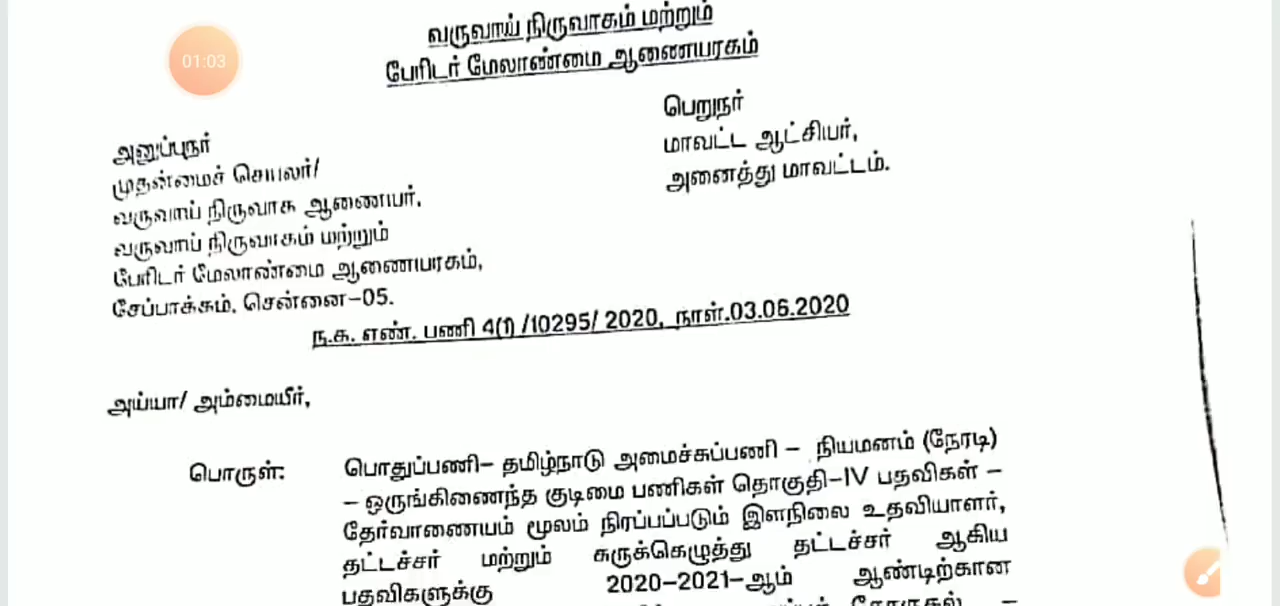 வருவாய் நிருவாகம் மற்றும்
பேரிடர் மேலாண்மை ஆணையரகம்
01:03
அனுப்புநர்
முதன்மைச் செயலர்/
வருவாய் நிருவாக ஆணையர்,
வருவாய் நிருவாகம் மற்றும்
பேரிடர் மேலாண்மை ஆணையரகம்,
சேப்பாக்கம், சென்னை-05.
பெறுநர்
மாவட்ட ஆட்சியர்,
அனைத்து மாவட்டம்.
ந.க. எண். பணி 4(1) /10295/ 2020, நாள்.03.06.2020
அய்யா/ அம்மையீர்,
பொருள்: பொதுப்பணி- தமிழ்நாடு அமைச்சுப்பணி - நியமனம் (நேரடி)
- ஒருங்கிணைந்த குடிமை பணிகள் தொகுதி-IV பதவிகள் -
தேர்வாணையம் மூலம் நிரப்பப்படும் இளநிலை உதவியாளர்,
தட்டச்சர் மற்றும் சுருக்கெழுத்து தட்டச்சர் ஆகிய
பதவிகளுக்கு 2020-2021-ஆம் ஆண்டிற்கான